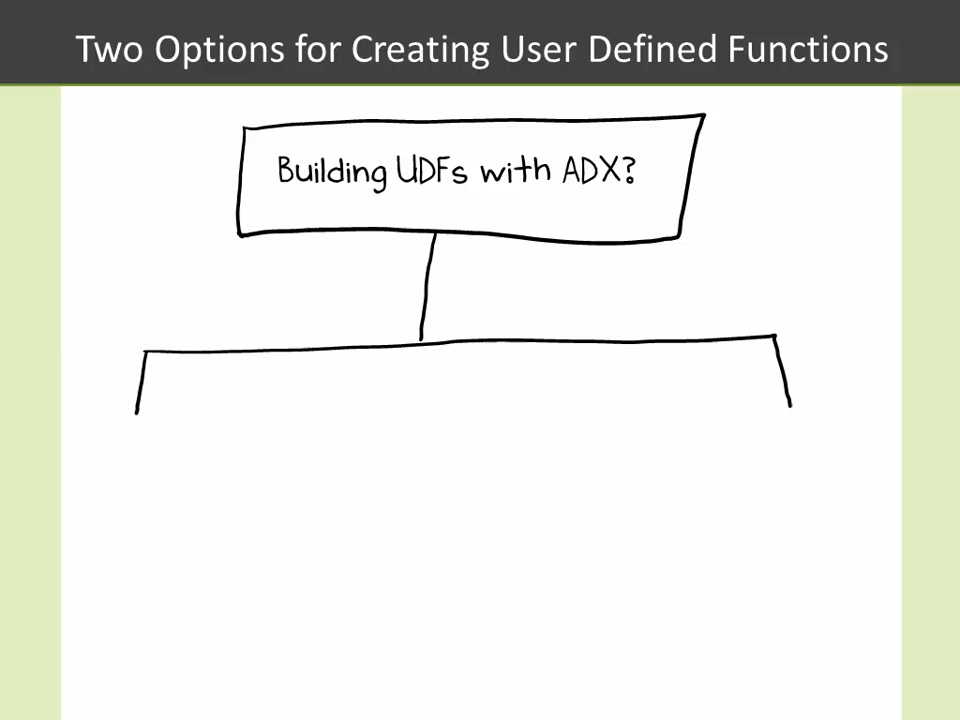 Two Options for Creating User Defined Functions
Building UDFs with ADX?